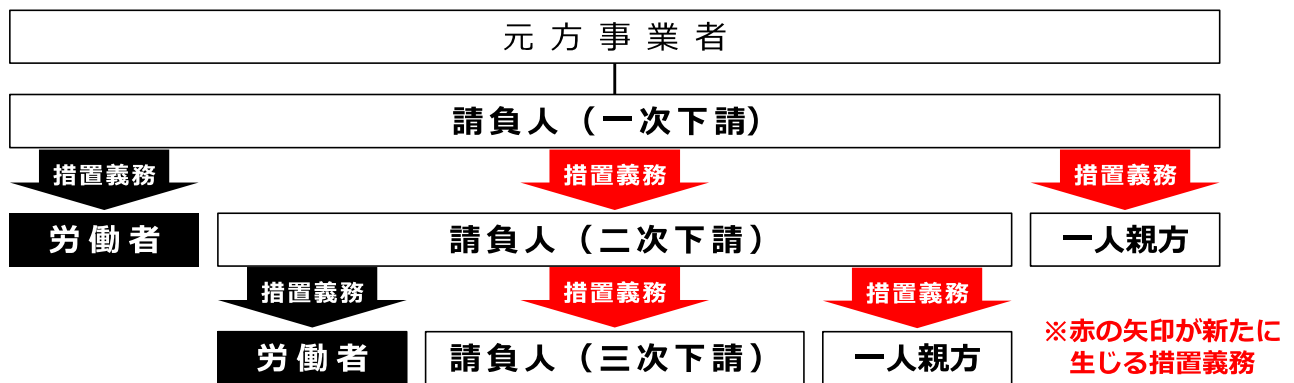 元方事業者
請負人（一次下請）
措置義務 措置義務 措置義務
労働者 請負人（二次下請） 一人親方
措置義務 措置義務 措置義務
労働者 請負人（三次下請） 一人親方
※赤の矢印が新たに
生じる措置義務